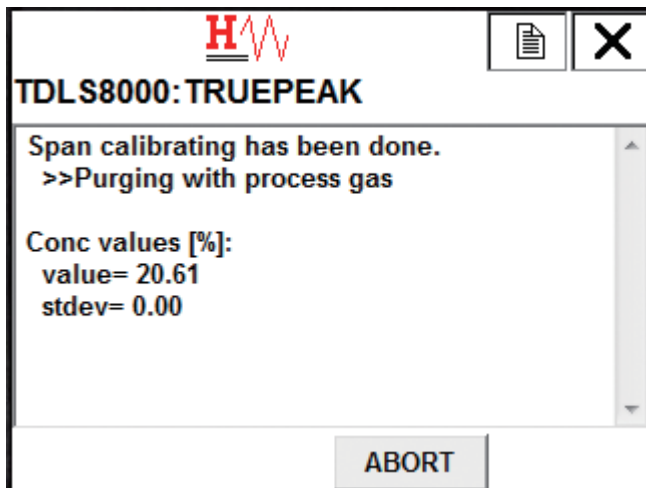 H
TDLS8000: TRUEPEAK
Span calibrating has been done.
>>Purging with process gas
Conc values [%]:
value= 20.61
stdev= 0.00
ABORT